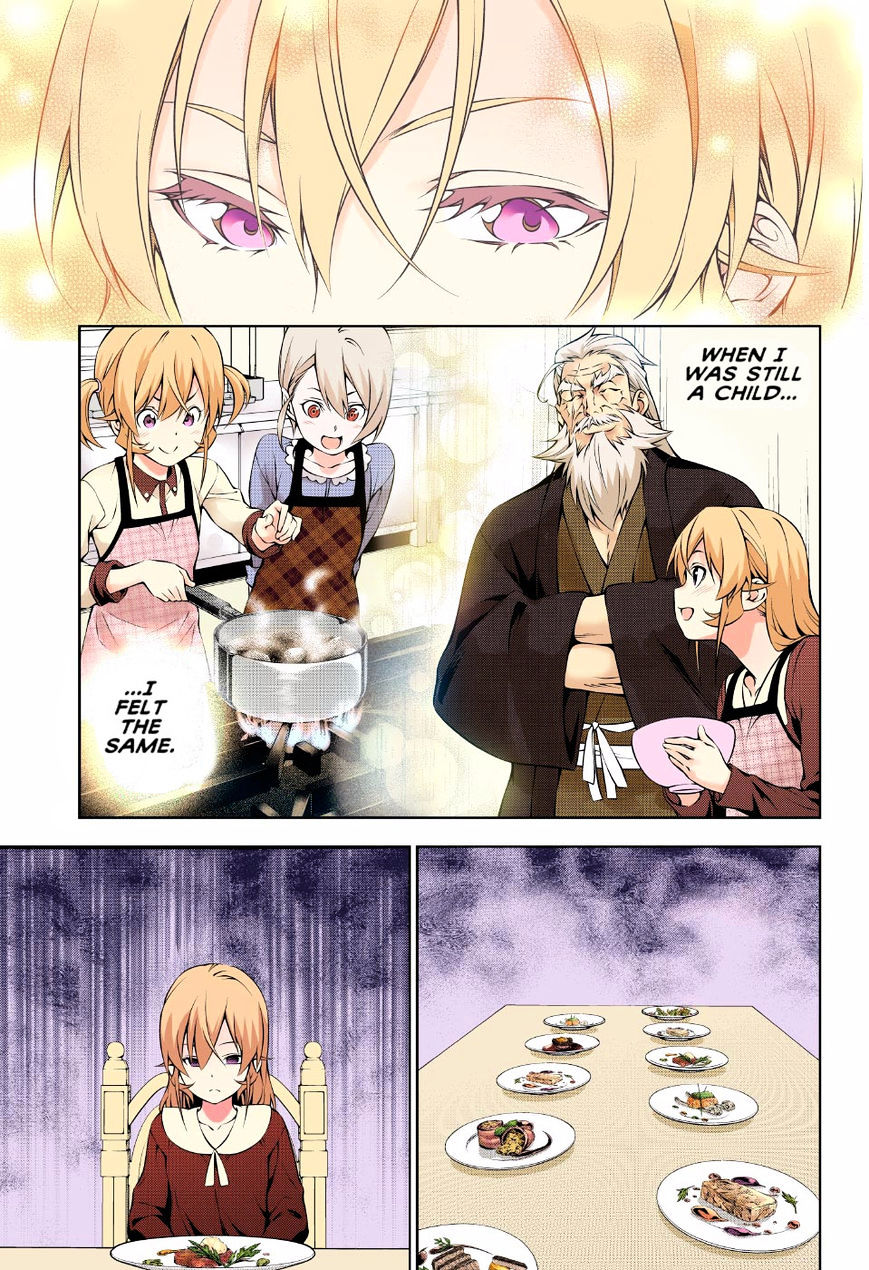 WHEN I
WAS STILL
A CHILD...
...I
FELT
THE
SAME.